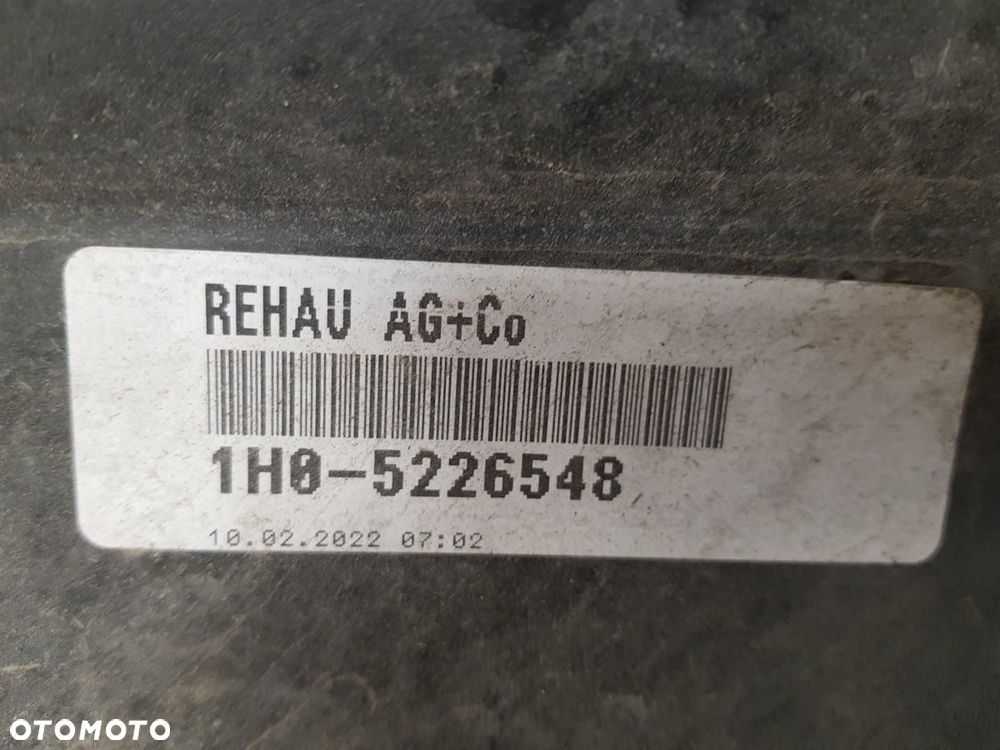 REHAU AG+Co
1H0-5226548
10.02.2022 07:02
OTOMOTO